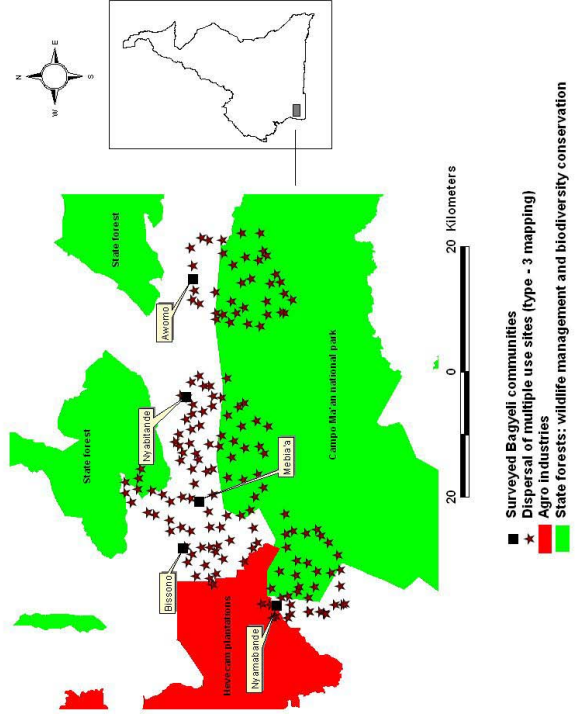 N
W
E
S
State forest
State forest
Awomo
Nyabitande
Mebia'a
Bissono
Nyamabande
Hevecam plantations
Campo Ma'an national park
20
0
20
Kilometers
Surveyed Bagyeli communities
Dispersal of multiple use sites (type - 3 mapping)
Agro industries
State forests: wildlife management and biodiversity conservation